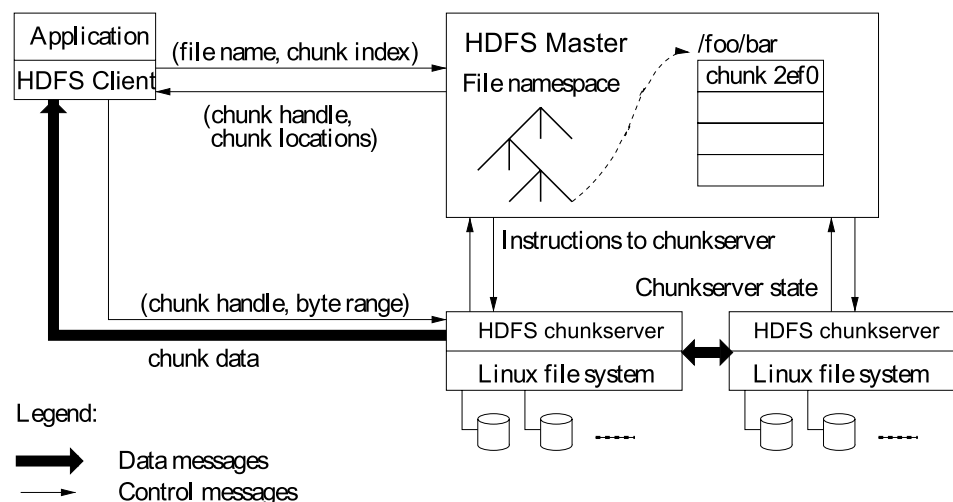 Application
HDFS Client
(file name, chunk index)
(chunk handle,
chunk locations)
HDFS Master
File namespace
/foo/bar
chunk 2ef0
Instructions to chunkserver
Chunkserver state
(chunk handle, byte range)
chunk data
HDFS chunkserver
Linux file system
HDFS chunkserver
Linux file system
Legend:
Data messages
Control messages